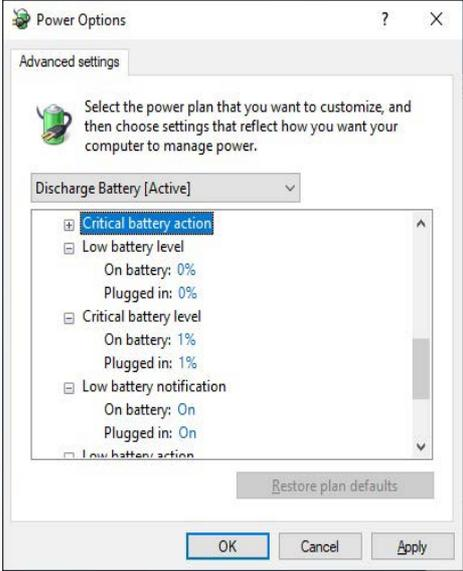 Power Options
?
Advanced settings
Select the power plan that you want to customize, and
then choose settings that reflect how you want your
computer to manage power.
Discharge Battery [Active]
Critical battery action
Low battery level
On battery: 0%
Plugged in: 0%
Critical battery level
On battery: 1%
Plugged in: 1%
Low battery notification
On battery: On
Plugged in: On
Low battery action
Restore plan defaults
OK Cancel Apply